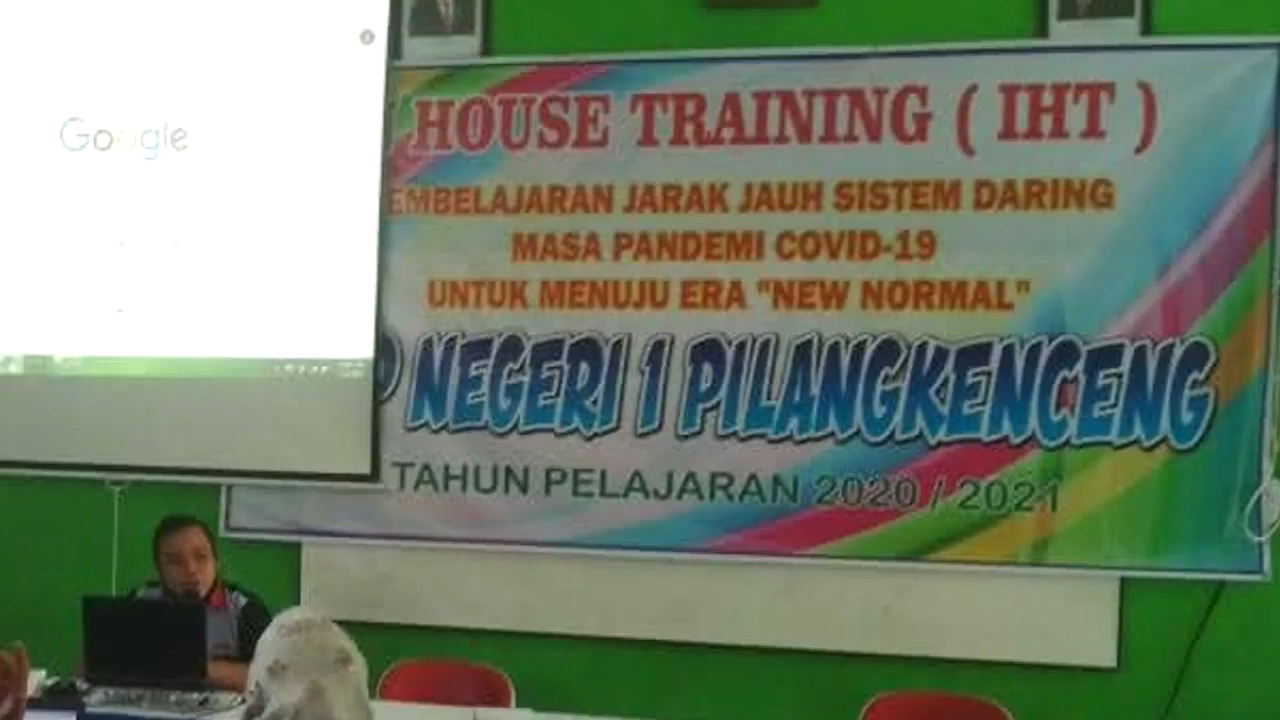 Google
HOUSE TRAINING ( IHT )
EMBELAJARAN JARAK JAUH SISTEM DARING
MASA PANDEMI COVID-19
UNTUK MENUJU ERA "NEW NORMAL"
P NEGERI 1 PILANGKENCENG
TAHUN PELAJARAN 2020 / 2021